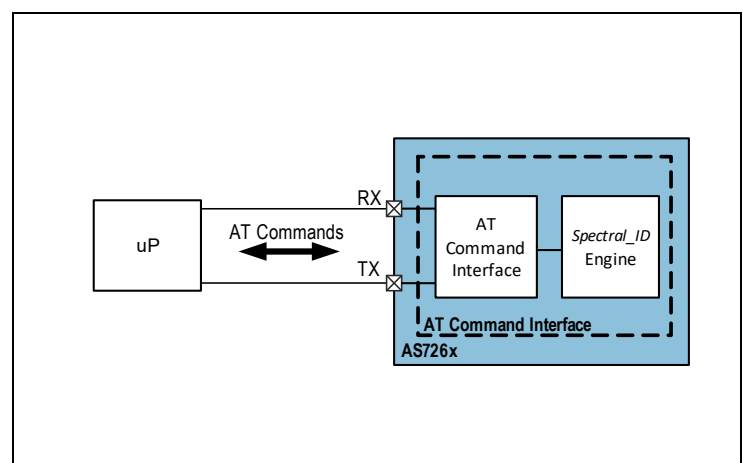 RX
uP
AT Commands
TX
AT
Command
Interface
Spectral_ID
Engine
AT Command Interface
AS726x